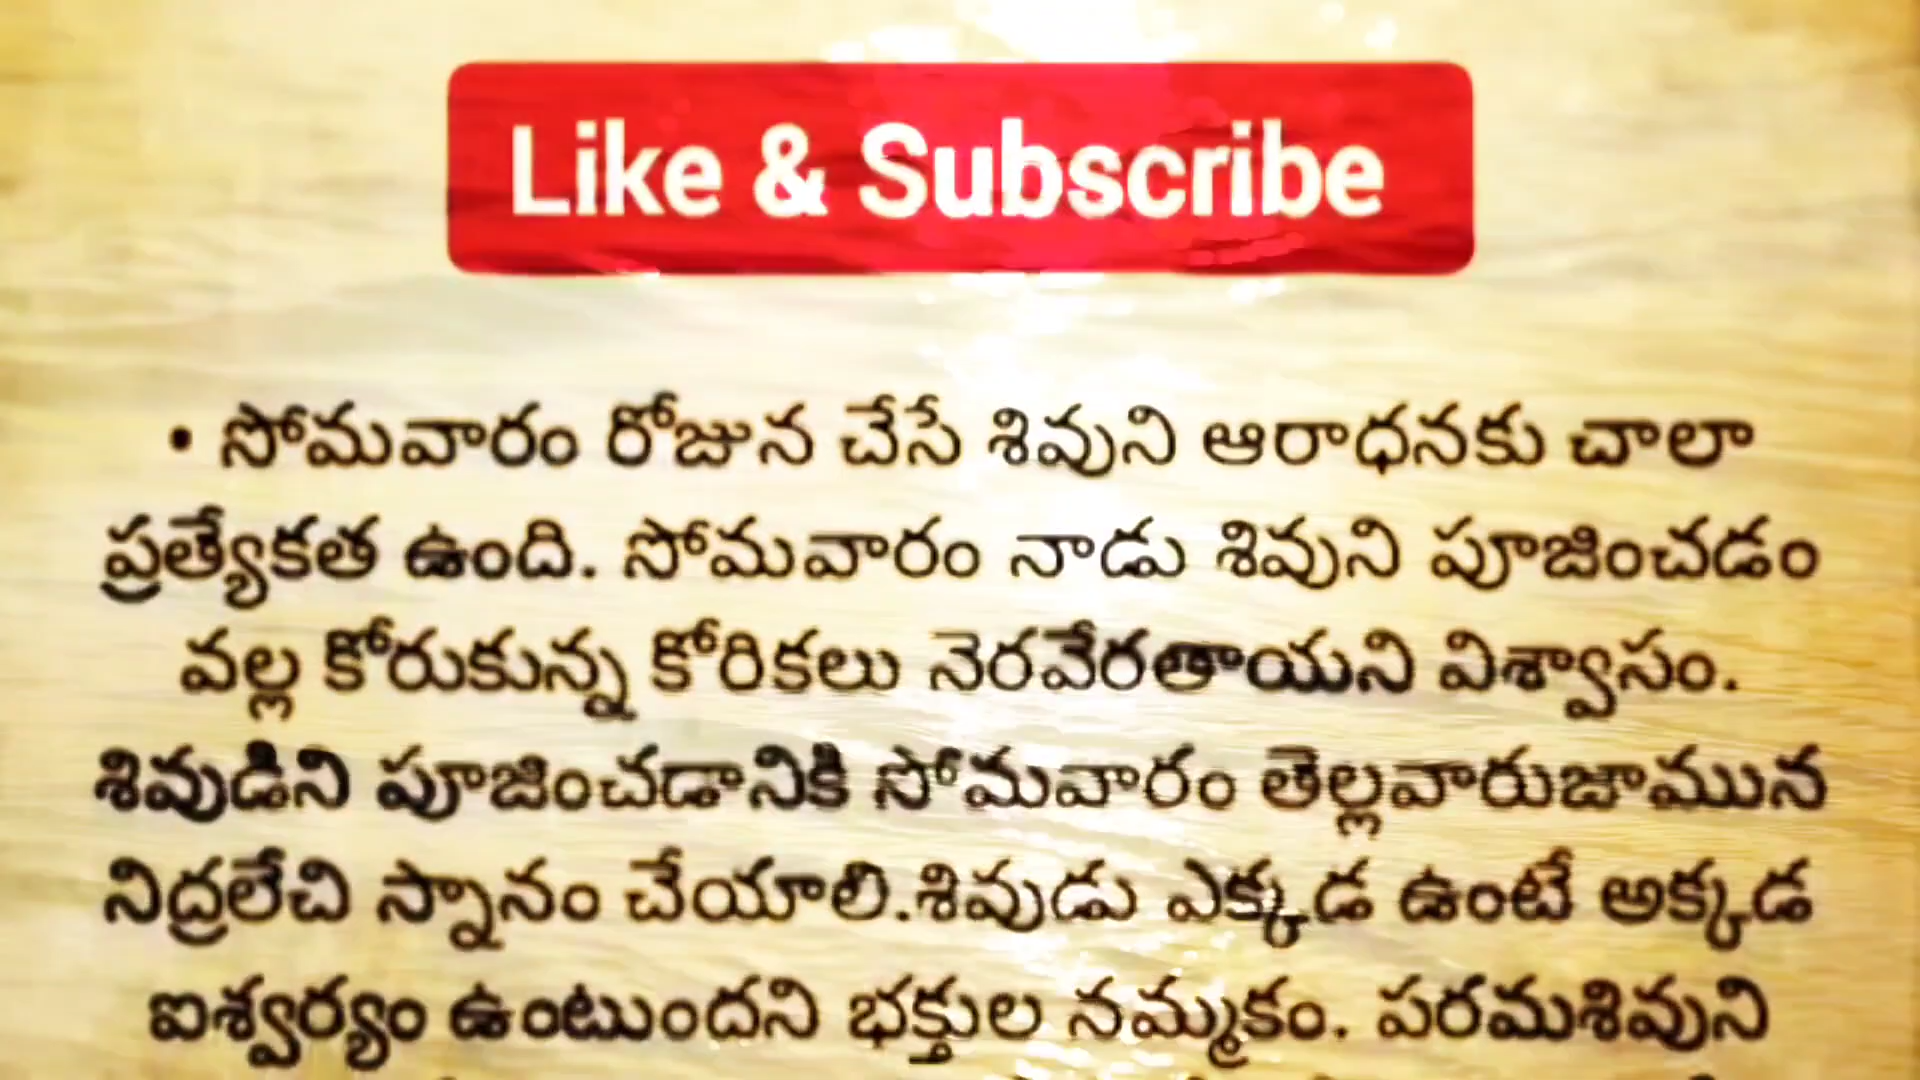 Like & Subscribe
• సోమవారం రోజున చేసే శివుని ఆరాధనకు చాలా
ప్రత్యేకత ఉంది. సోమవారం నాడు శివుని పూజించడం
వల్ల కోరుకున్న కోరికలు నెరవేరతాయని విశ్వాసం.
శివుడిని పూజించడానికి సోమవారం తెల్లవారుజామున
నిద్రలేచి స్నానం చేయాలి.శివుడు ఎక్కడ ఉంటే అక్కడ
ఐశ్వర్యం ఉంటుందని భక్తుల నమ్మకం. పరమశివుని